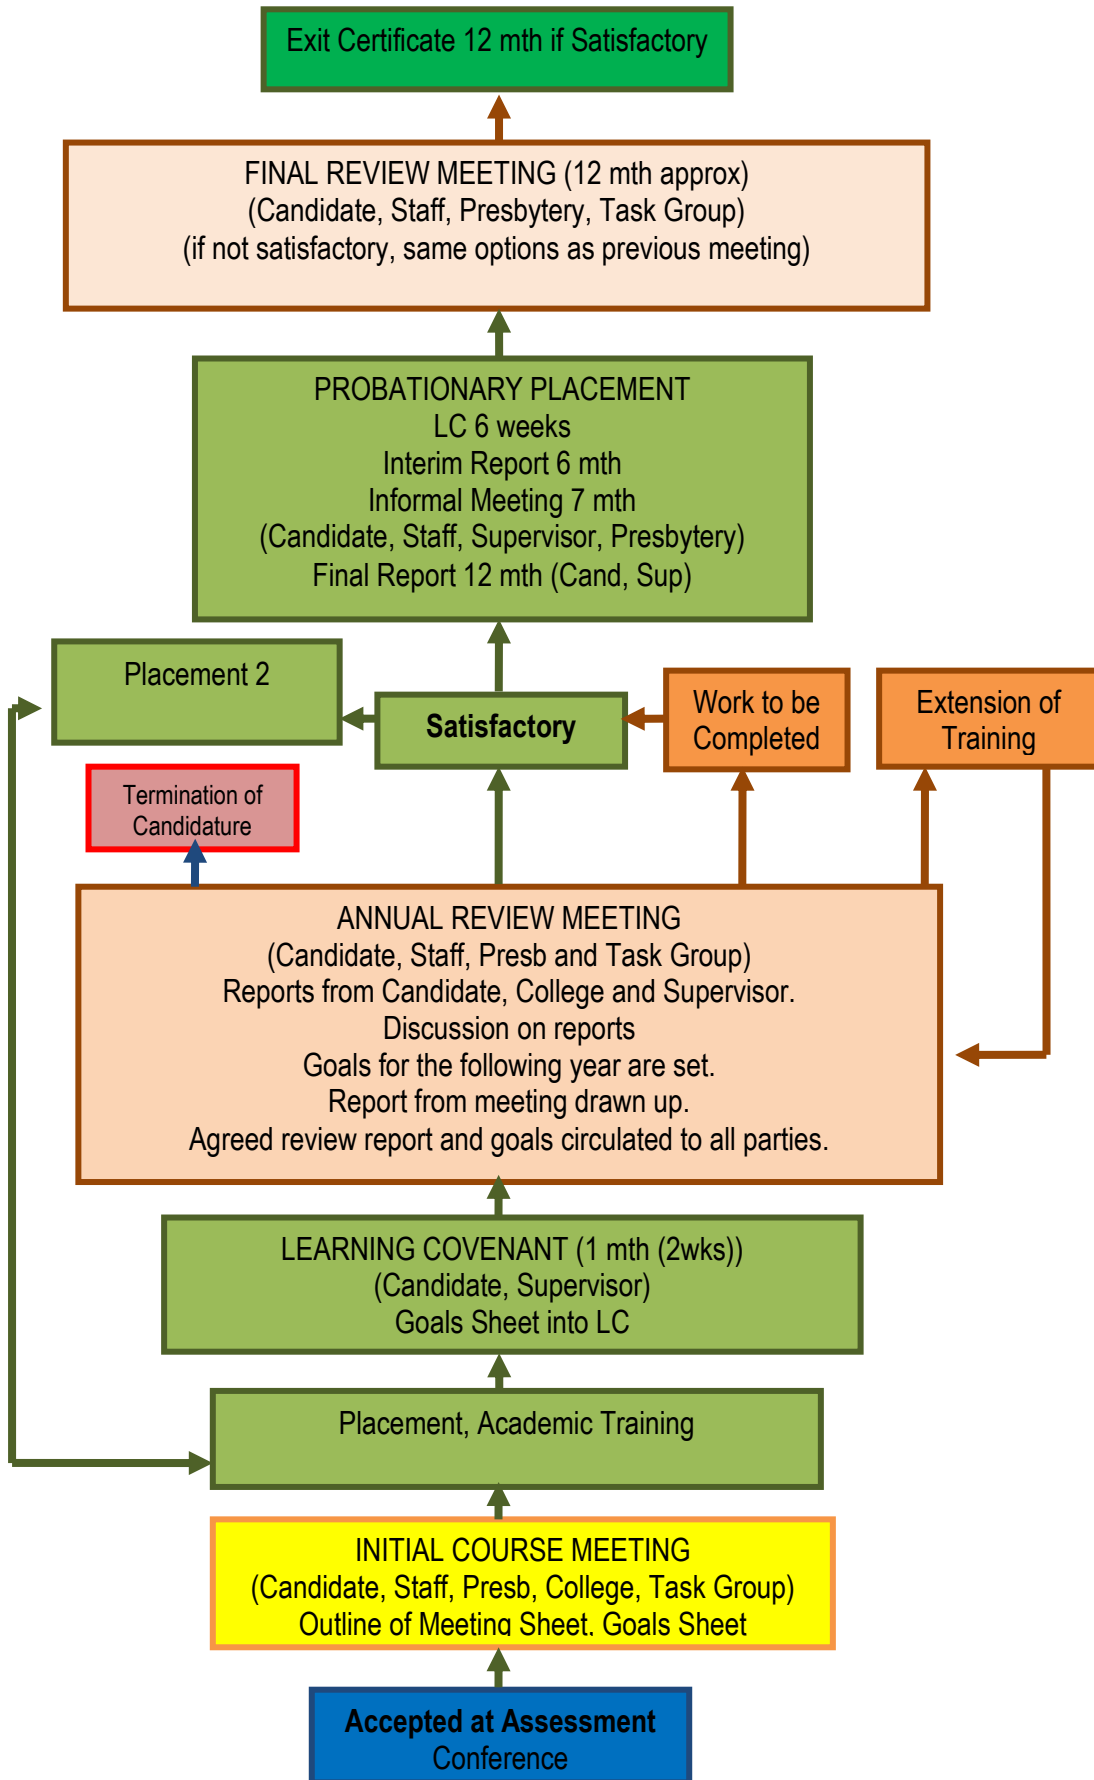 Exit Certificate 12 mth if Satisfactory
FINAL REVIEW MEETING (12 mth approx)
(Candidate, Staff, Presbytery, Task Group)
(if not satisfactory, same options as previous meeting)
PROBATIONARY PLACEMENT
LC 6 weeks
Interim Report 6 mth
Informal Meeting 7 mth
(Candidate, Staff, Supervisor, Presbytery)
Final Report 12 mth (Cand, Sup)
Placement 2
Satisfactory
Work to be
Completed
Extension of
Training
Termination of
Candidature
ANNUAL REVIEW MEETING
(Candidate, Staff, Presb and Task Group)
Reports from Candidate, College and Supervisor.
Discussion on reports
Goals for the following year are set.
Report from meeting drawn up.
Agreed review report and goals circulated to all parties.
LEARNING COVENANT (1 mth (2wks))
(Candidate, Supervisor)
Goals Sheet into LC
Placement, Academic Training
INITIAL COURSE MEETING
(Candidate, Staff, Presb, College, Task Group)
Outline of Meeting Sheet, Goals Sheet
Accepted at Assessment
Conference